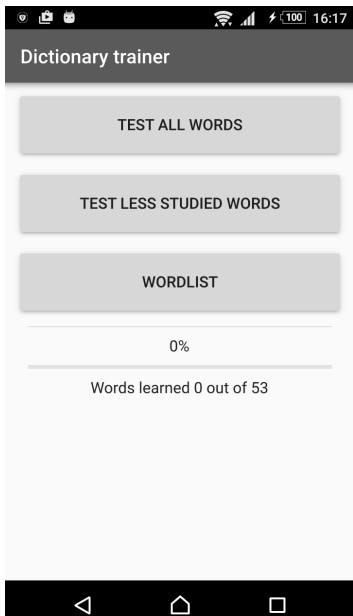 100 16:17
Dictionary trainer
TEST ALL WORDS
TEST LESS STUDIED WORDS
WORDLIST
0%
Words learned 0 out of 53